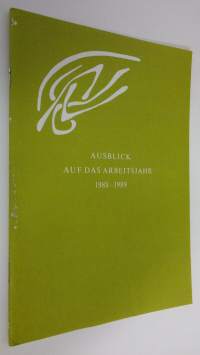 AUSBLICK
AUF DAS ARBEITSJAHR
1988-1989